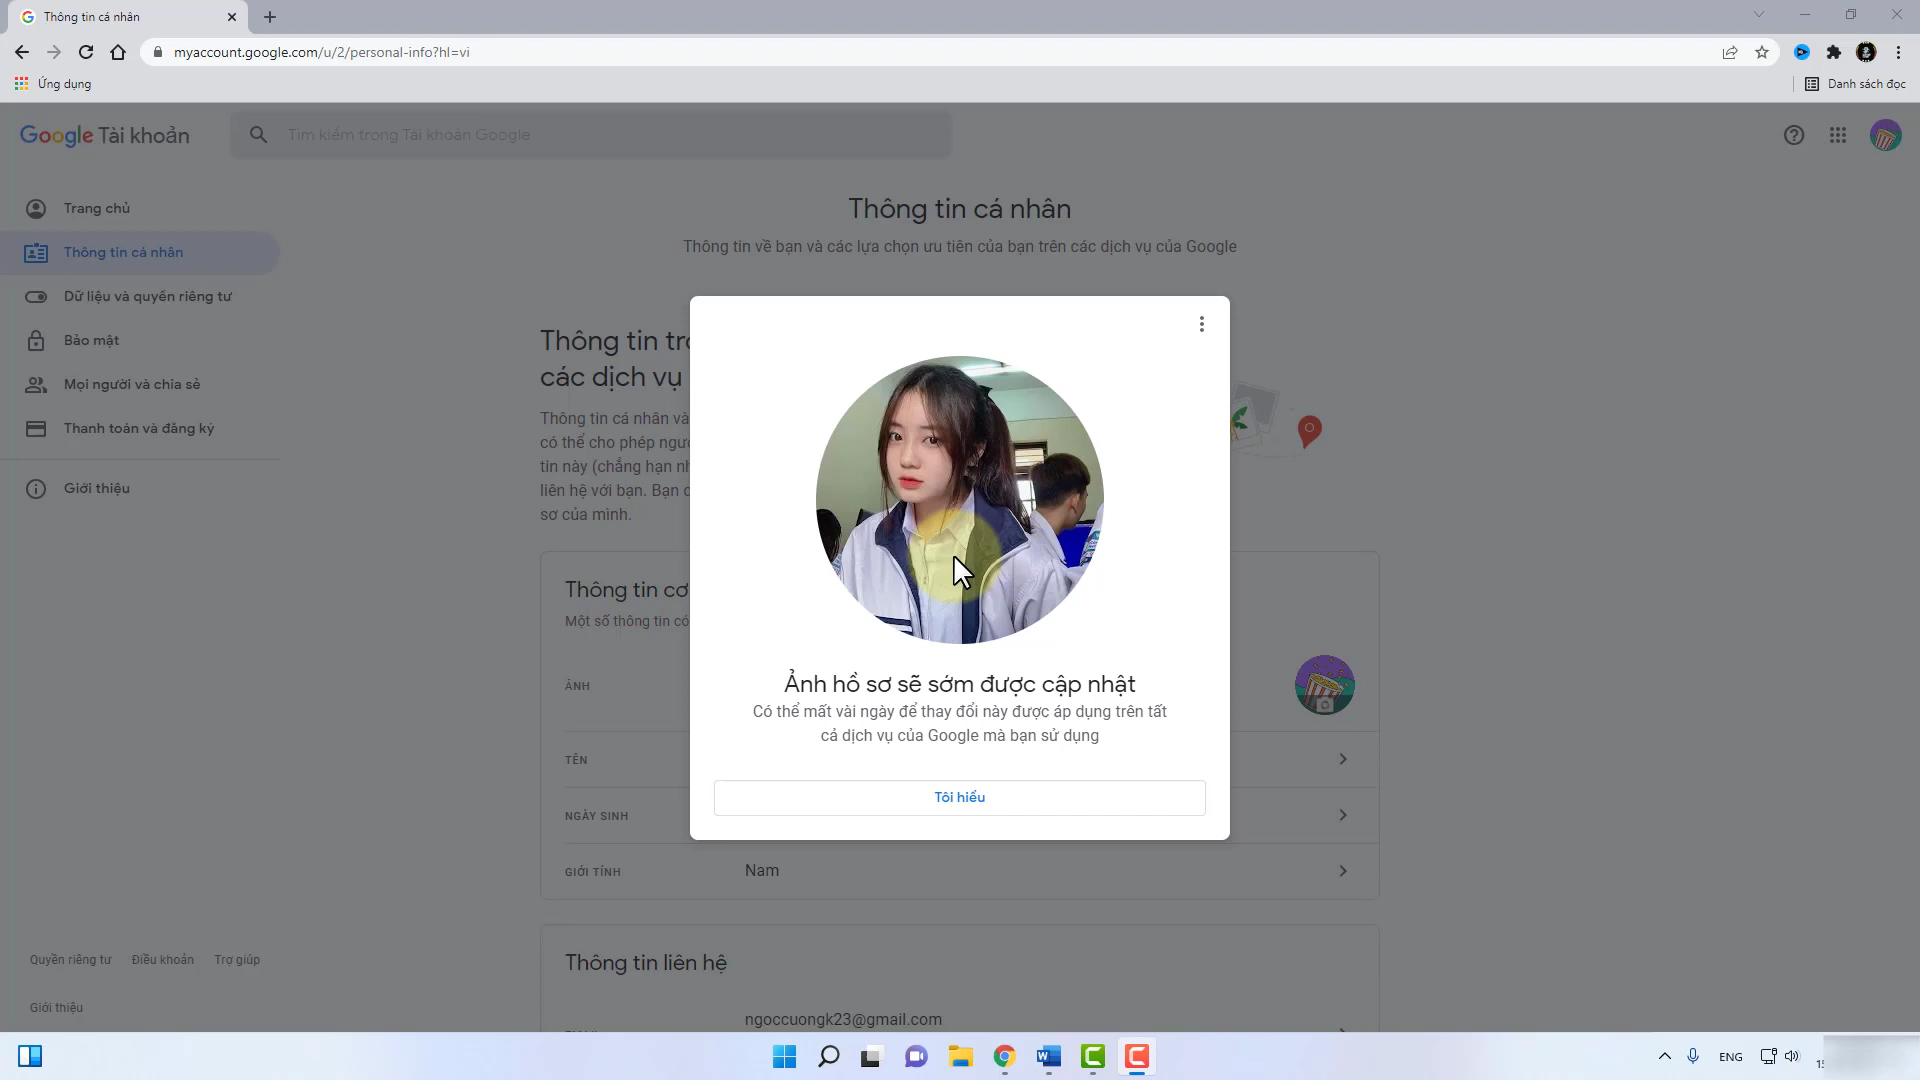 Thông tin cá nhân
myaccount.google.com/u/2/personal-info?hl=vi
Ứng dụng
Danh sách đọc
Google Tài khoản
Tìm kiếm trong Tài khoản Google
Trang chủ
Thông tin cá nhân
Dữ liệu và quyền riêng tư
Bảo mật
Mọi người và chia sẻ
Thanh toán và đăng ký
Giới thiệu
Thông tin cá nhân
Thông tin về bạn và các lựa chọn ưu tiên của bạn trên các dịch vụ của Google
Thông tin
các dịch vụ
Thông tin cá nhân và
có thể cho phép
tin này (chẳng hạn
liên hệ với bạn. Bạn
sơ của mình.
Thông tin cơ
Một số thông tin có
ẢNH
TÊN
NGÀY SINH
GIỚI TÍNH
Nam
Ảnh hồ sơ sẽ sớm được cập nhật
Có thể mất vài ngày để thay đổi này được áp dụng trên tất
cả dịch vụ của Google mà bạn sử dụng
Tôi hiểu
Thông tin liên hệ
ngoccuongk23@gmail.com
Quyền riêng tư
Điều khoản
Trợ giúp
Giới thiệu
ENG